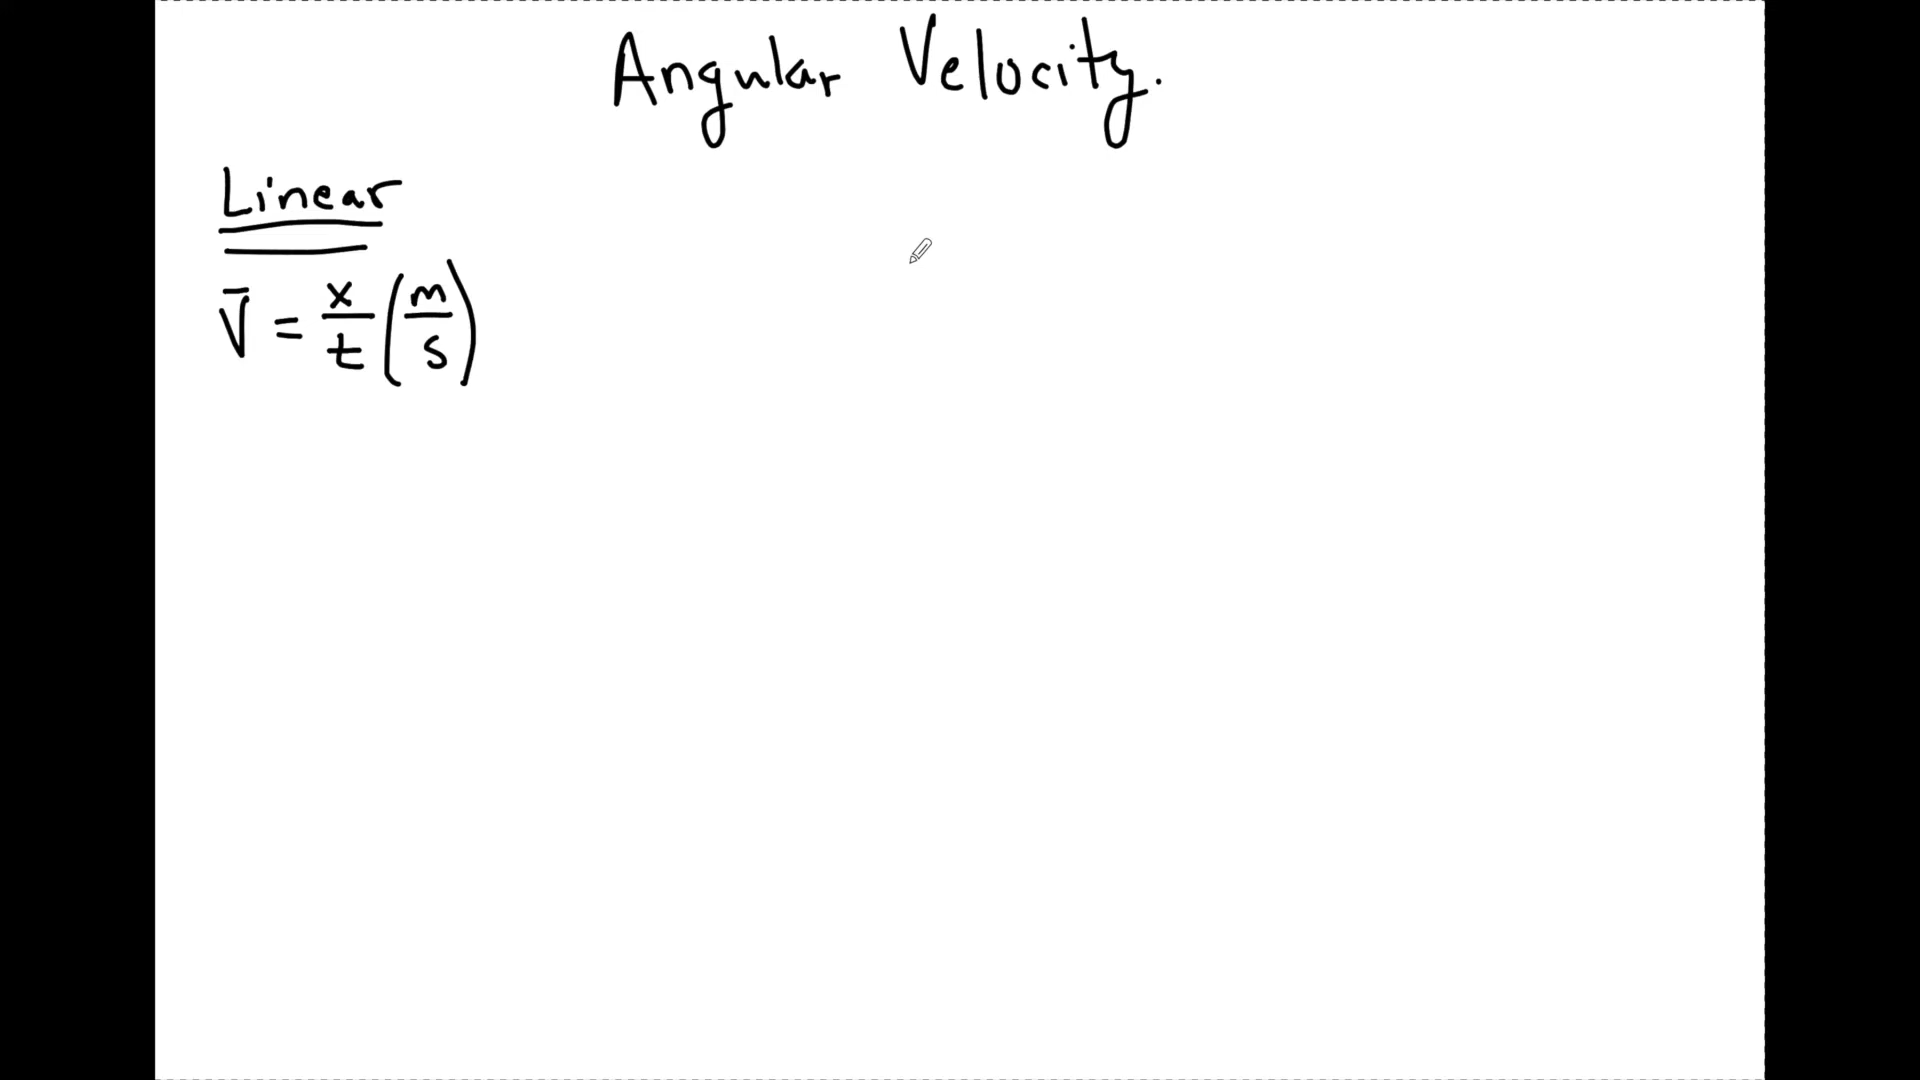 Angular Velocity.
Linear
V̄ = x/t (m/s)